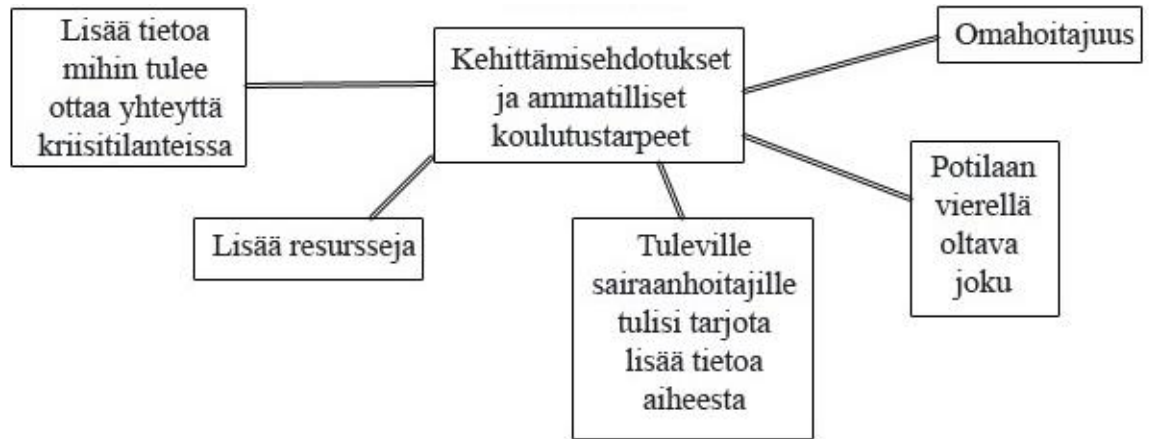 Lisää tietoa
mihin tulee
ottaa yhteyttä
kriisitilanteissa
Kehittämisehdotukset
ja ammatilliset
koulutustarpeet
Omahoitajuus
Lisää resursseja
Tuleville
sairaanhoitajille
tulisi tarjota
lisää tietoa
aiheesta
Potilaan
vierellä
oltava
joku